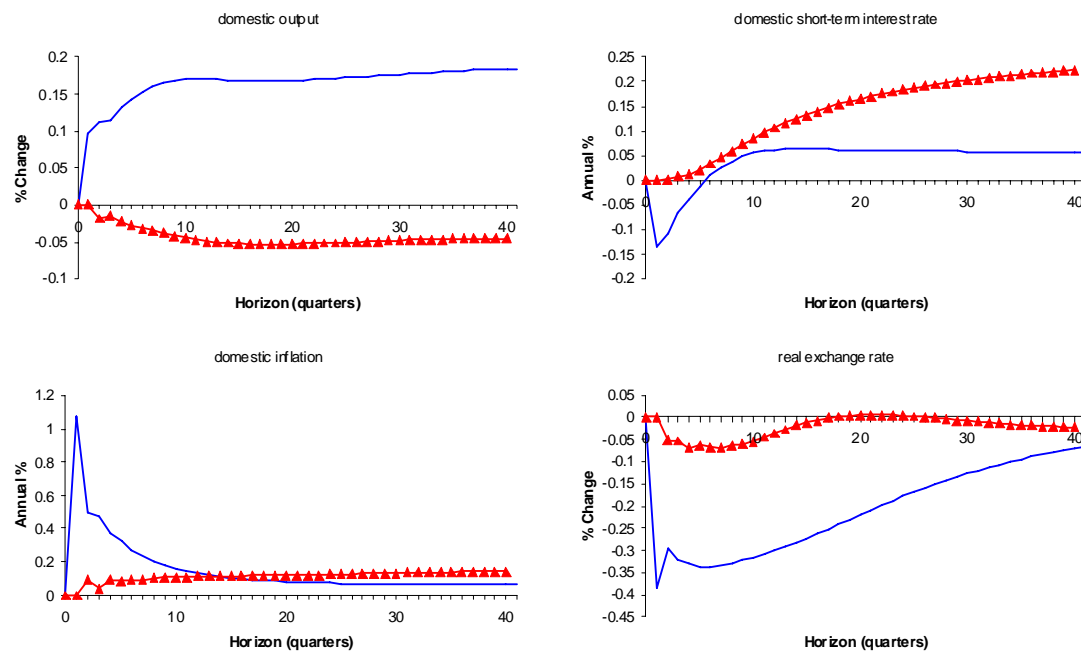 domestic output
0.2
0.15
0.1
0.05
0
-0.05
-0.1
% Change
0 10 20 30 40
Horizon (quarters)
domestic short-term interest rate
0.25
0.2
0.15
0.1
0.05
0
-0.05
-0.1
-0.15
-0.2
Annual %
0 10 20 30 40
Horizon (quarters)
domestic inflation
1.2
1
0.8
0.6
0.4
0.2
0
Annual %
0 10 20 30 40
Horizon (quarters)
real exchange rate
0.05
0
-0.05
-0.1
-0.15
-0.2
-0.25
-0.3
-0.35
-0.4
-0.45
% Change
0 10 20 30 40
Horizon (quarters)